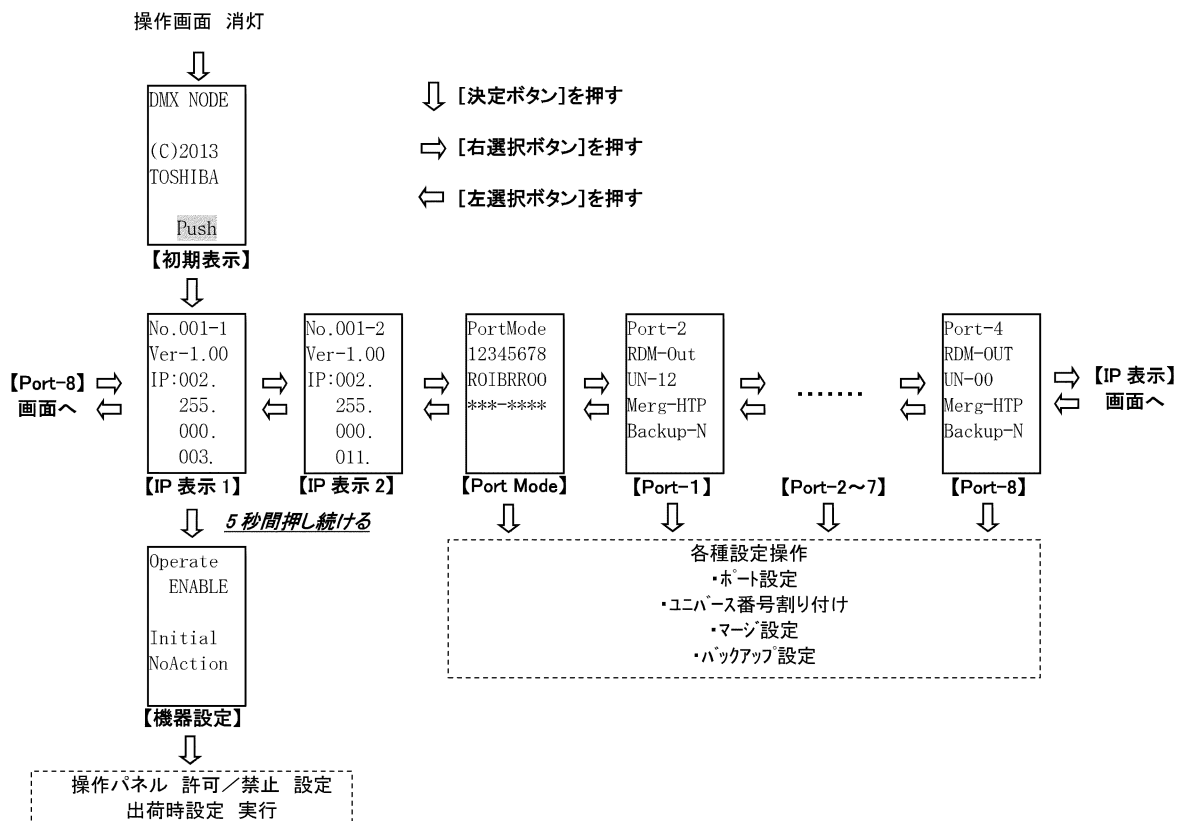 操作画面 消灯
DMX NODE
(C)2013
TOSHIBA
Push
【初期表示】
[決定ボタン]を押す
[右選択ボタン]を押す
[左選択ボタン]を押す
【Port-8】
画面へ
No.001-1
Ver-1.00
IP:002.
255.
000.
003.
【IP 表示 1】
No.001-2
Ver-1.00
IP:002.
255.
000.
011.
【IP 表示 2】
PortMode
12345678
ROIBRROO
***-****
【Port Mode】
Port-2
RDM-Out
UN-12
Merg-HTP
Backup-N
【Port-1】
‥‥‥‥
【Port-2～7】
Port-4
RDM-OUT
UN-00
Merg-HTP
Backup-N
【Port-8】
【IP 表示】
画面へ
5 秒間押し続ける
Operate
ENABLE
Initial
NoAction
【機器設定】
操作パネル 許可／禁止 設定
出荷時設定 実行
各種設定操作
・ﾎﾟｰﾄ設定
・ﾕﾆﾊﾞｰｽ番号割り付け
・ﾏｰｼﾞ設定
・ﾊﾞｯｸｱｯﾌﾟ設定